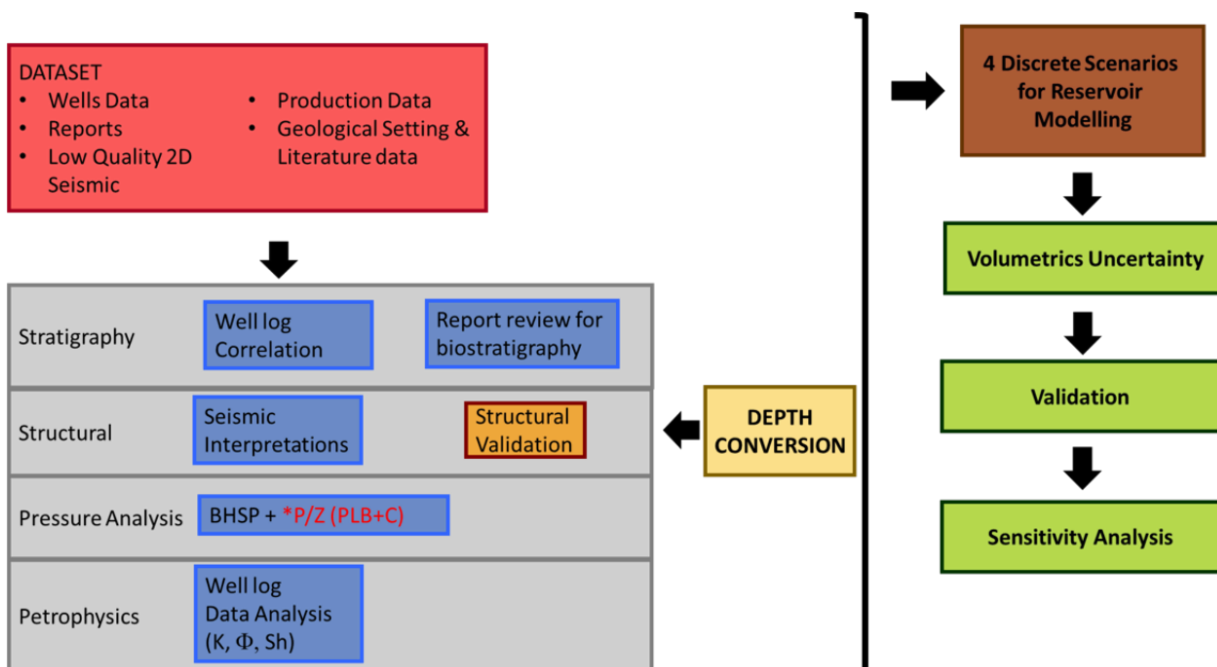 DATASET
• Wells Data
• Reports
• Low Quality 2D
Seismic
• Production Data
• Geological Setting &
Literature data
Stratigraphy
Well log
Correlation
Report review for
biostratigraphy
Structural
Seismic
Interpretations
Structural
Validation
DEPTH
CONVERSION
Pressure Analysis
BHSP + *P/Z (PLB+C)
Petrophysics
Well log
Data Analysis
(K, Φ, Sh)
4 Discrete Scenarios
for Reservoir
Modelling
Volumetrics Uncertainty
Validation
Sensitivity Analysis